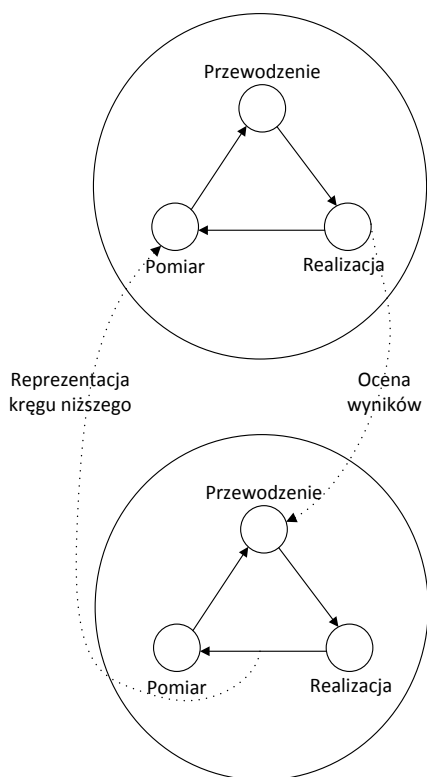 Przewodzenie
Pomiar
Realizacja
Reprezentacja
kręgu niższego
Ocena
wyników
Przewodzenie
Pomiar
Realizacja